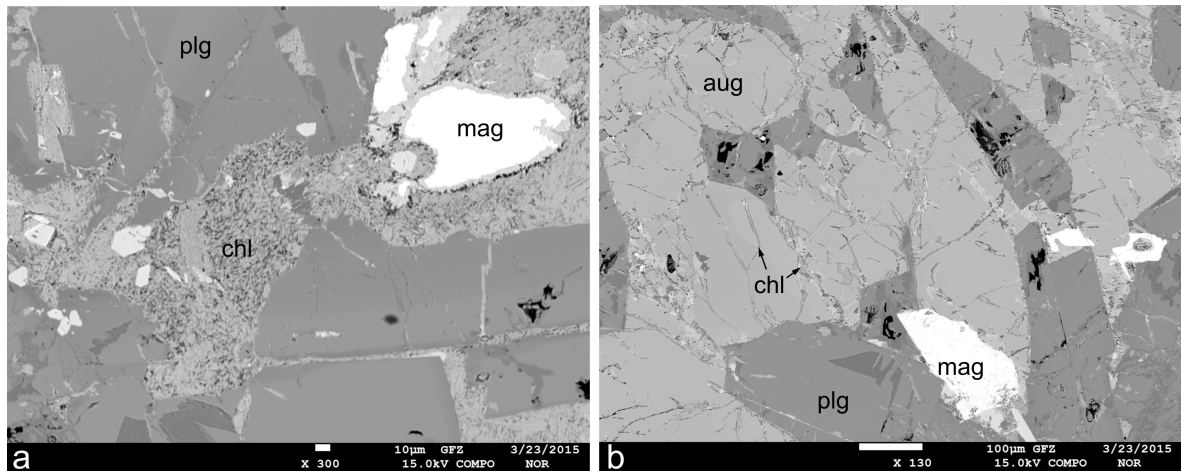 plg
mag
chl
a
10µm GFZ 3/23/2015
X 300 15.0kV COMPO NOR
aug
chl
mag
plg
b
100µm GFZ 3/23/2015
X 130 15.0kV COMPO NOR